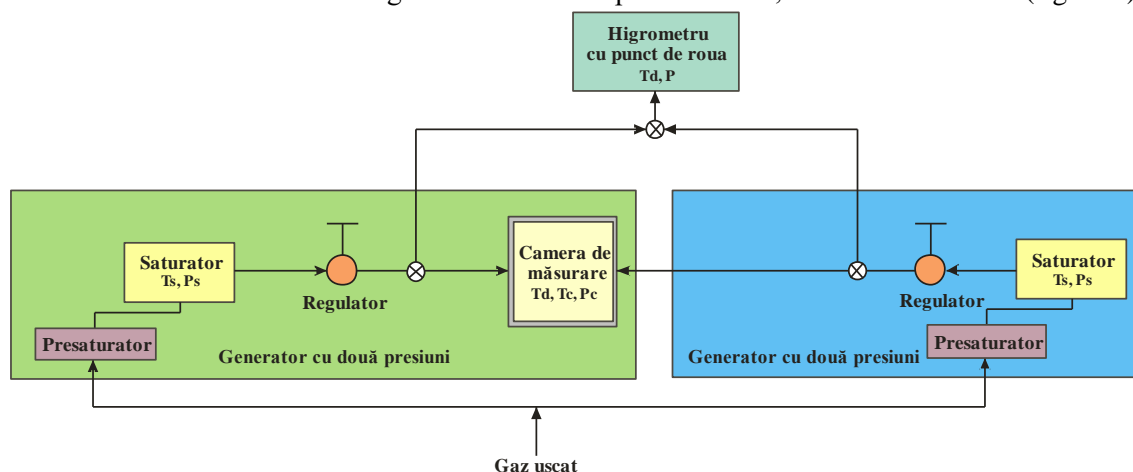 Higrometru
cu punct de roua
Td, P
Camera de
măsurare
Td, Tc, Pc
Saturator
Ts, Ps
Regulator
Presaturator
Generator cu două presiuni
Saturator
Ts, Ps
Regulator
Presaturator
Generator cu două presiuni
Gaz uscat